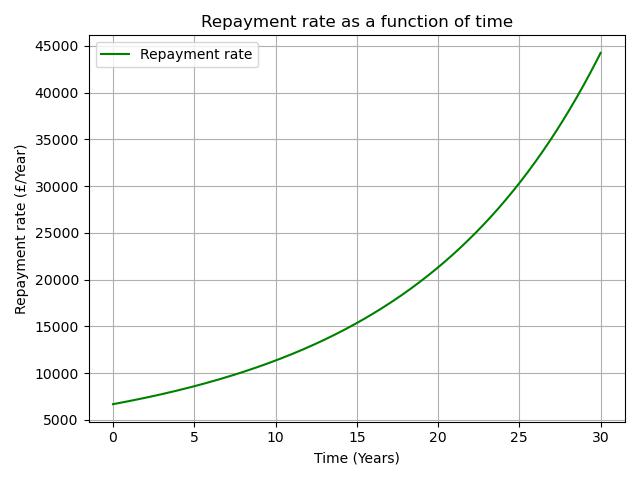 Repayment rate as a function of time
Repayment rate
45000
40000
35000
30000
25000
20000
15000
10000
5000
Repayment rate (£/Year)
0 5 10 15 20 25 30
Time (Years)